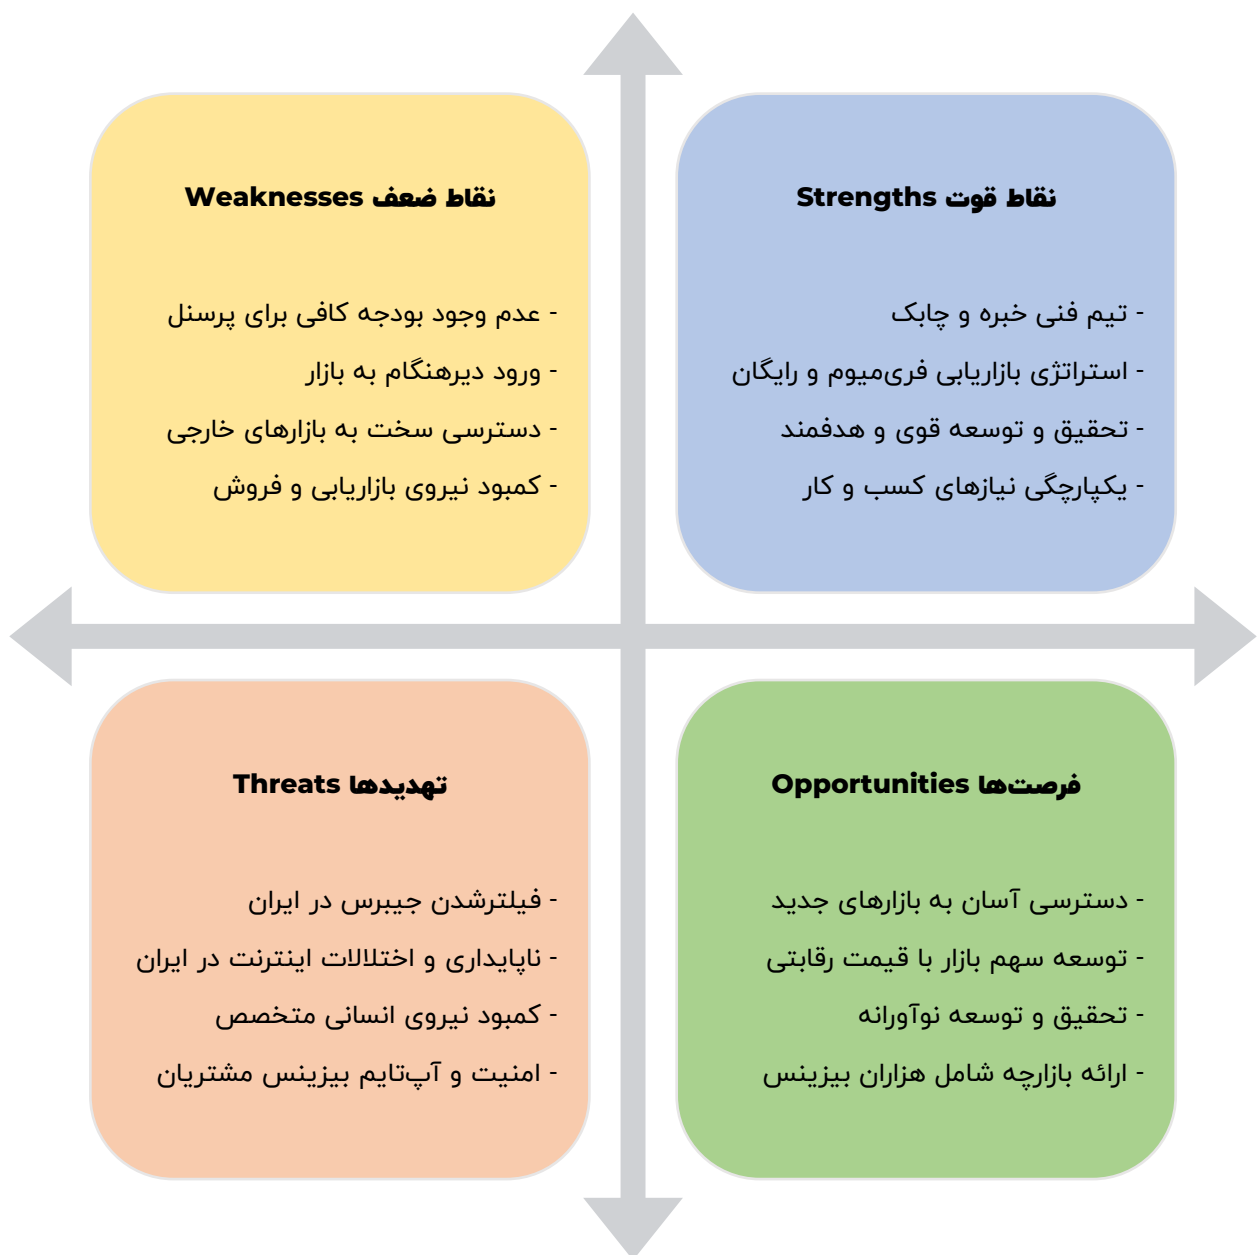 نقاط قوت Strengths
- تیم فنی خبره و چابک
- استراتژی بازاریابی فری‌میوم و رایگان
- تحقیق و توسعه قوی و هدفمند
- یکپارچگی نیازهای کسب و کار
نقاط ضعف Weaknesses
- عدم وجود بودجه کافی برای پرسنل
- ورود دیرهنگام به بازار
- دسترسی سخت به بازارهای خارجی
- کمبود نیروی بازاریابی و فروش
فرصت‌ها Opportunities
- دسترسی آسان به بازارهای جدید
- توسعه سهم بازار با قیمت رقابتی
- تحقیق و توسعه نوآورانه
- ارائه بازارچه شامل هزاران بیزینس
تهدیدها Threats
- فیلترشدن جیبرس در ایران
- ناپایداری و اختلالات اینترنت در ایران
- کمبود نیروی انسانی متخصص
- امنیت و آپ‌تایم بیزینس مشتریان